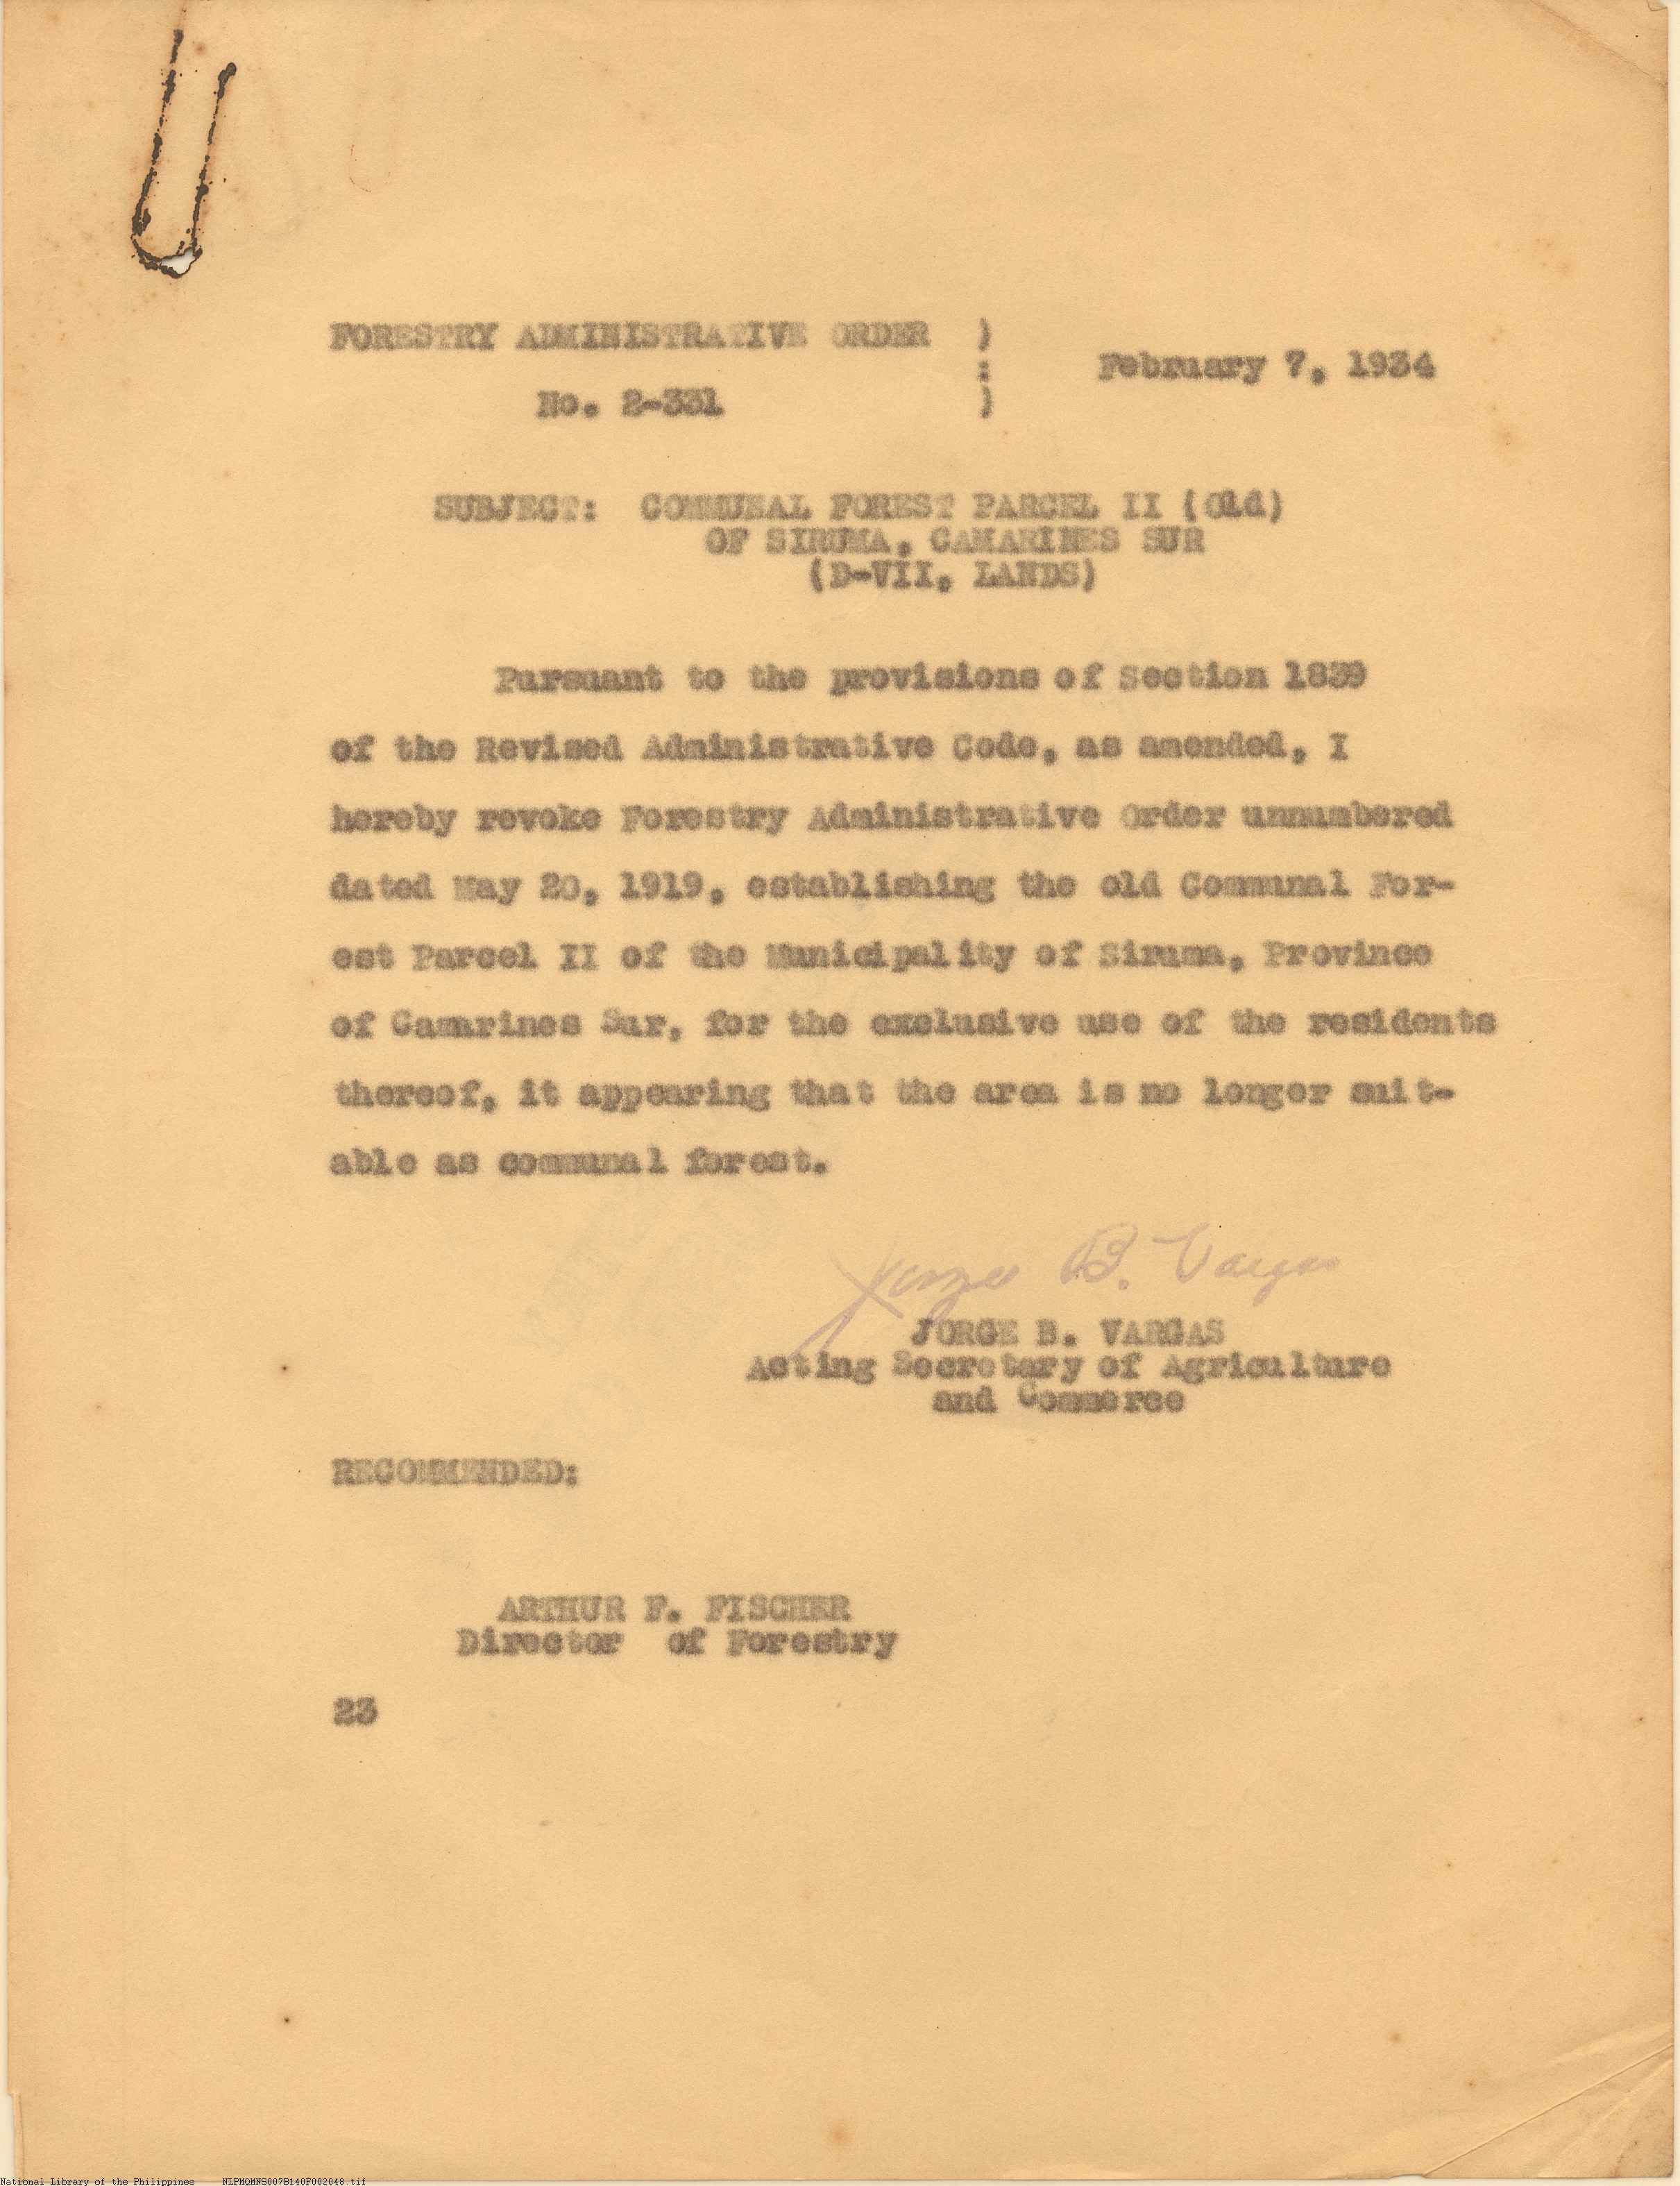 FORESTRY ADMINISTRATIVE ORDER )
: February 7, 1934
No. 2-331 )
SUBJECT: COMMUNAL FOREST PARCEL II (Old)
OF SIRUMA, CAMARINES SUR
(D-VII, LANDS)
Pursuant to the provisions of Section 1839
of the Revised Administrative Code, as amended, I
hereby revoke Forestry Administrative Order unnumbered
dated May 20, 1919, establishing the old Communal For-
est Parcel II of the Municipality of Siruma, Province
of Camarines Sur, for the exclusive use of the residents
thereof, it appearing that the area is no longer suit-
able as communal forest.
Jorge B. Vargas
JORGE B. VARGAS
Acting Secretary of Agriculture
and Commerce
RECOMMENDED:
ARTHUR F. FISCHER
Director of Forestry
23
National Library of the Philippines NLPMQMNS007B140F002048.tif